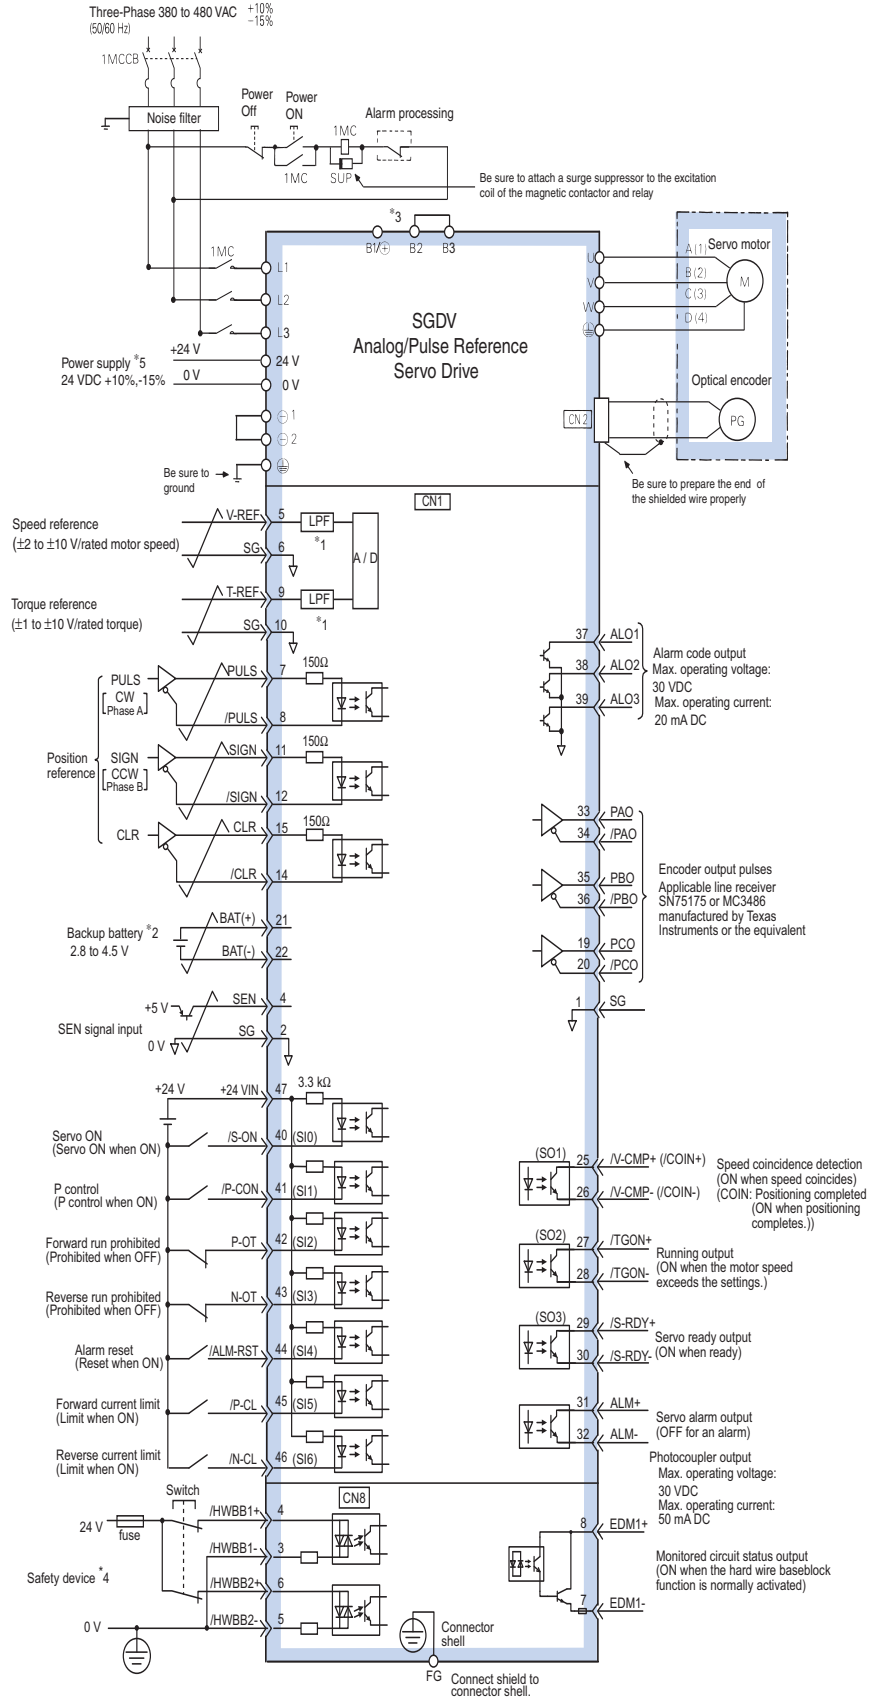 Three-Phase 380 to 480 VAC +10% −15%
(50/60 Hz)
1MCCB
Noise filter
Power Off
Power ON
1MC
Alarm processing
1MC
SUP
Be sure to attach a surge suppressor to the excitation
coil of the magnetic contactor and relay
*3
B1/⊕ B2 B3
1MC
L1
L2
L3
Power supply *5
24 VDC +10%,-15%
+24 V
24 V
0 V
0 V
⊖ 1
⊖ 2
Be sure to
ground
SGDV
Analog/Pulse Reference
Servo Drive
U
V
W
A (1)
B (2)
C (3)
D (4)
Servo motor
M
Optical encoder
CN2
PG
Be sure to prepare the end of
the shielded wire properly
CN1
Speed reference
(±2 to ±10 V/rated motor speed)
V-REF 5 LPF
SG 6 *1
A / D
Torque reference
(±1 to ±10 V/rated torque)
T-REF 9 LPF
SG 10 *1
Position
reference
PULS
CW
Phase A
PULS 7 150Ω
/PULS 8
SIGN
CCW
Phase B
SIGN 11 150Ω
/SIGN 12
CLR
CLR 15 150Ω
/CLR 14
Backup battery *2
2.8 to 4.5 V
BAT(+) 21
BAT(-) 22
SEN signal input
+5 V
SEN 4
0 V
SG 2
37 ALO1
38 ALO2
39 ALO3
Alarm code output
Max. operating voltage:
30 VDC
Max. operating current:
20 mA DC
33 PAO
34 /PAO
35 PBO
36 /PBO
19 PCO
20 /PCO
Encoder output pulses
Applicable line receiver
SN75175 or MC3486
manufactured by Texas
Instruments or the equivalent
1 SG
+24 V
+24 VIN 47 3.3 kΩ
Servo ON
(Servo ON when ON)
/S-ON 40 (SI0)
P control
(P control when ON)
/P-CON 41 (SI1)
Forward run prohibited
(Prohibited when OFF)
P-OT 42 (SI2)
Reverse run prohibited
(Prohibited when OFF)
N-OT 43 (SI3)
Alarm reset
(Reset when ON)
/ALM-RST 44 (SI4)
Forward current limit
(Limit when ON)
/P-CL 45 (SI5)
Reverse current limit
(Limit when ON)
/N-CL 46 (SI6)
(SO1) 25 /V-CMP+ (/COIN+)
26 /V-CMP- (/COIN-)
Speed coincidence detection
(ON when speed coincides)
(COIN: Positioning completed
(ON when positioning
completes.))
(SO2) 27 /TGON+
28 /TGON-
Running output
(ON when the motor speed
exceeds the settings.)
(SO3) 29 /S-RDY+
30 /S-RDY-
Servo ready output
(ON when ready)
31 ALM+
32 ALM-
Servo alarm output
(OFF for an alarm)
Photocoupler output
Max. operating voltage:
30 VDC
Max. operating current:
50 mA DC
CN8
Switch
24 V
fuse
Safety device *4
0 V
/HWBB1+ 4
/HWBB1- 3
/HWBB2+ 6
/HWBB2- 5
8 EDM1+
7 EDM1-
Monitored circuit status output
(ON when the hard wire baseblock
function is normally activated)
Connector
shell
FG
Connect shield to
connector shell.